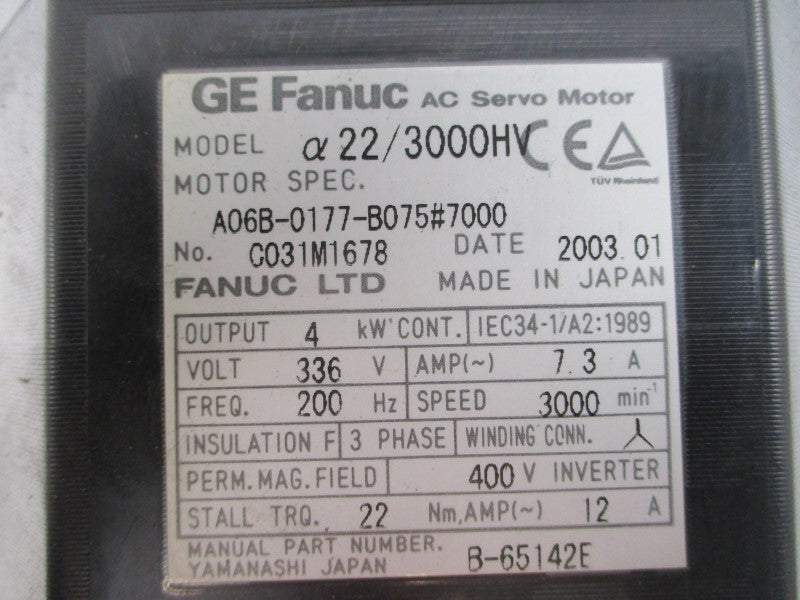 GE Fanuc AC Servo Motor
MODEL α22/3000HV CE
TÜV Rheinland
MOTOR SPEC.
A06B-0177-B075#7000
No. C031M1678 DATE 2003.01
FANUC LTD MADE IN JAPAN
OUTPUT 4 kW CONT. IEC34-1/A2:1989
VOLT 336 V AMP(~) 7.3 A
FREQ. 200 Hz SPEED 3000 min⁻¹
INSULATION F 3 PHASE WINDING CONN. 人
PERM.MAG.FIELD 400 V INVERTER
STALL TRQ. 22 Nm,AMP(~) 12 A
MANUAL PART NUMBER. B-65142E
YAMANASHI JAPAN